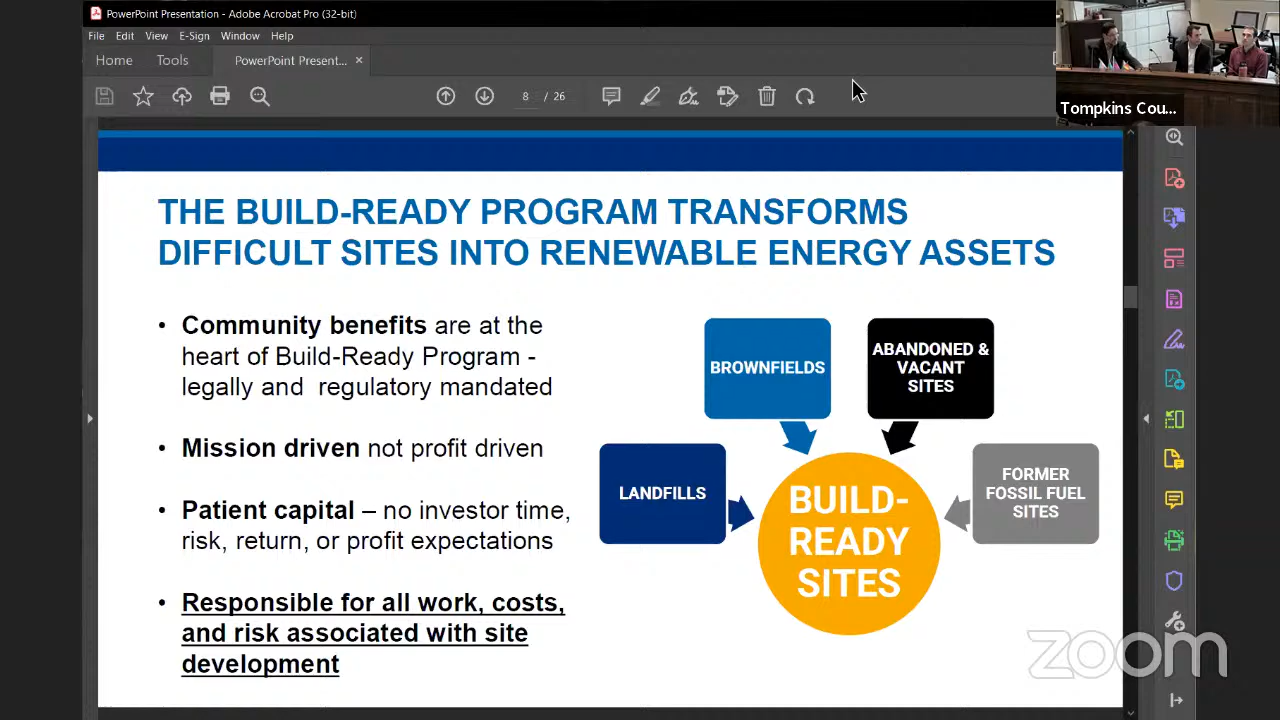 PowerPoint Presentation - Adobe Acrobat Pro (32-bit)
File Edit View E-Sign Window Help
Home Tools PowerPoint Present... ×
8 / 26
Tompkins Cou...
THE BUILD-READY PROGRAM TRANSFORMS
DIFFICULT SITES INTO RENEWABLE ENERGY ASSETS
• Community benefits are at the
heart of Build-Ready Program -
legally and regulatory mandated
• Mission driven not profit driven
• Patient capital – no investor time,
risk, return, or profit expectations
• Responsible for all work, costs,
and risk associated with site
development
BROWNFIELDS
ABANDONED &
VACANT
SITES
LANDFILLS
FORMER
FOSSIL FUEL
SITES
BUILD-
READY
SITES
zoom